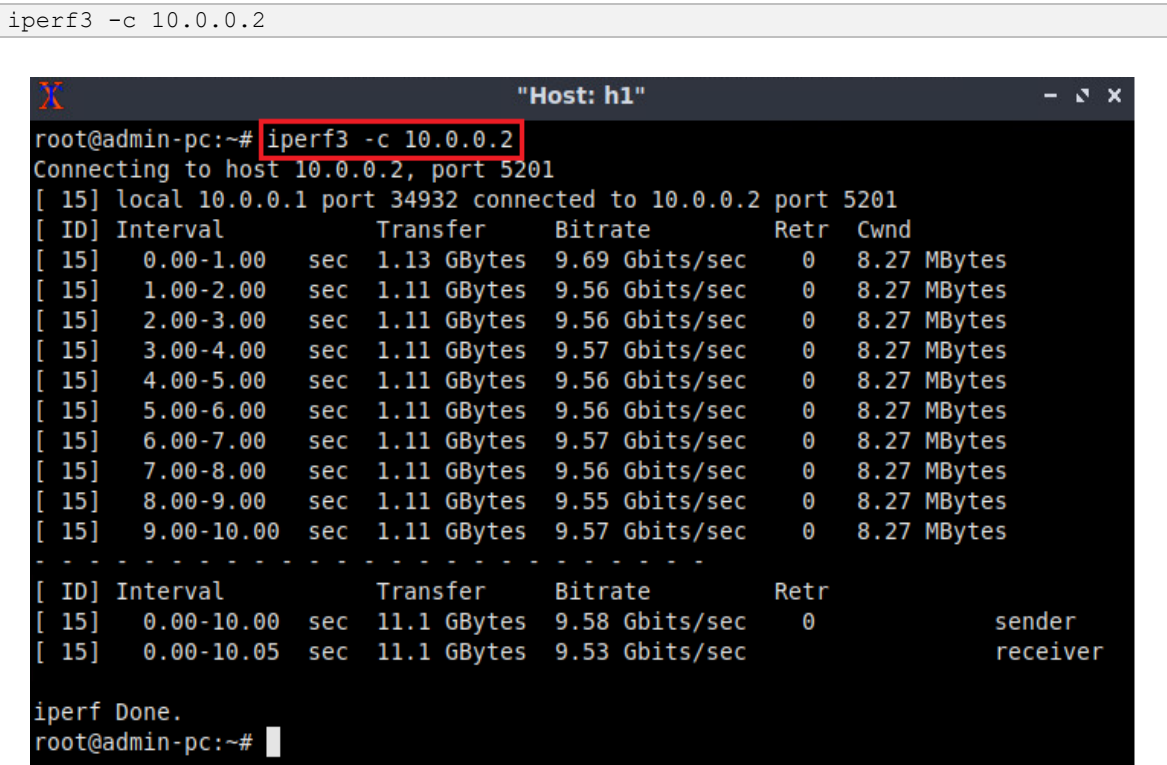 iperf3 -c 10.0.0.2
"Host: h1"
root@admin-pc:~# iperf3 -c 10.0.0.2
Connecting to host 10.0.0.2, port 5201
[ 15] local 10.0.0.1 port 34932 connected to 10.0.0.2 port 5201
[ ID] Interval           Transfer     Bitrate         Retr  Cwnd
[ 15]   0.00-1.00   sec  1.13 GBytes  9.69 Gbits/sec    0   8.27 MBytes
[ 15]   1.00-2.00   sec  1.11 GBytes  9.56 Gbits/sec    0   8.27 MBytes
[ 15]   2.00-3.00   sec  1.11 GBytes  9.56 Gbits/sec    0   8.27 MBytes
[ 15]   3.00-4.00   sec  1.11 GBytes  9.57 Gbits/sec    0   8.27 MBytes
[ 15]   4.00-5.00   sec  1.11 GBytes  9.56 Gbits/sec    0   8.27 MBytes
[ 15]   5.00-6.00   sec  1.11 GBytes  9.56 Gbits/sec    0   8.27 MBytes
[ 15]   6.00-7.00   sec  1.11 GBytes  9.57 Gbits/sec    0   8.27 MBytes
[ 15]   7.00-8.00   sec  1.11 GBytes  9.56 Gbits/sec    0   8.27 MBytes
[ 15]   8.00-9.00   sec  1.11 GBytes  9.55 Gbits/sec    0   8.27 MBytes
[ 15]   9.00-10.00  sec  1.11 GBytes  9.57 Gbits/sec    0   8.27 MBytes
- - - - - - - - - - - - - - - - - - - - - - - - -
[ ID] Interval           Transfer     Bitrate         Retr
[ 15]   0.00-10.00  sec  11.1 GBytes  9.58 Gbits/sec    0             sender
[ 15]   0.00-10.05  sec  11.1 GBytes  9.53 Gbits/sec                  receiver
iperf Done.
root@admin-pc:~#